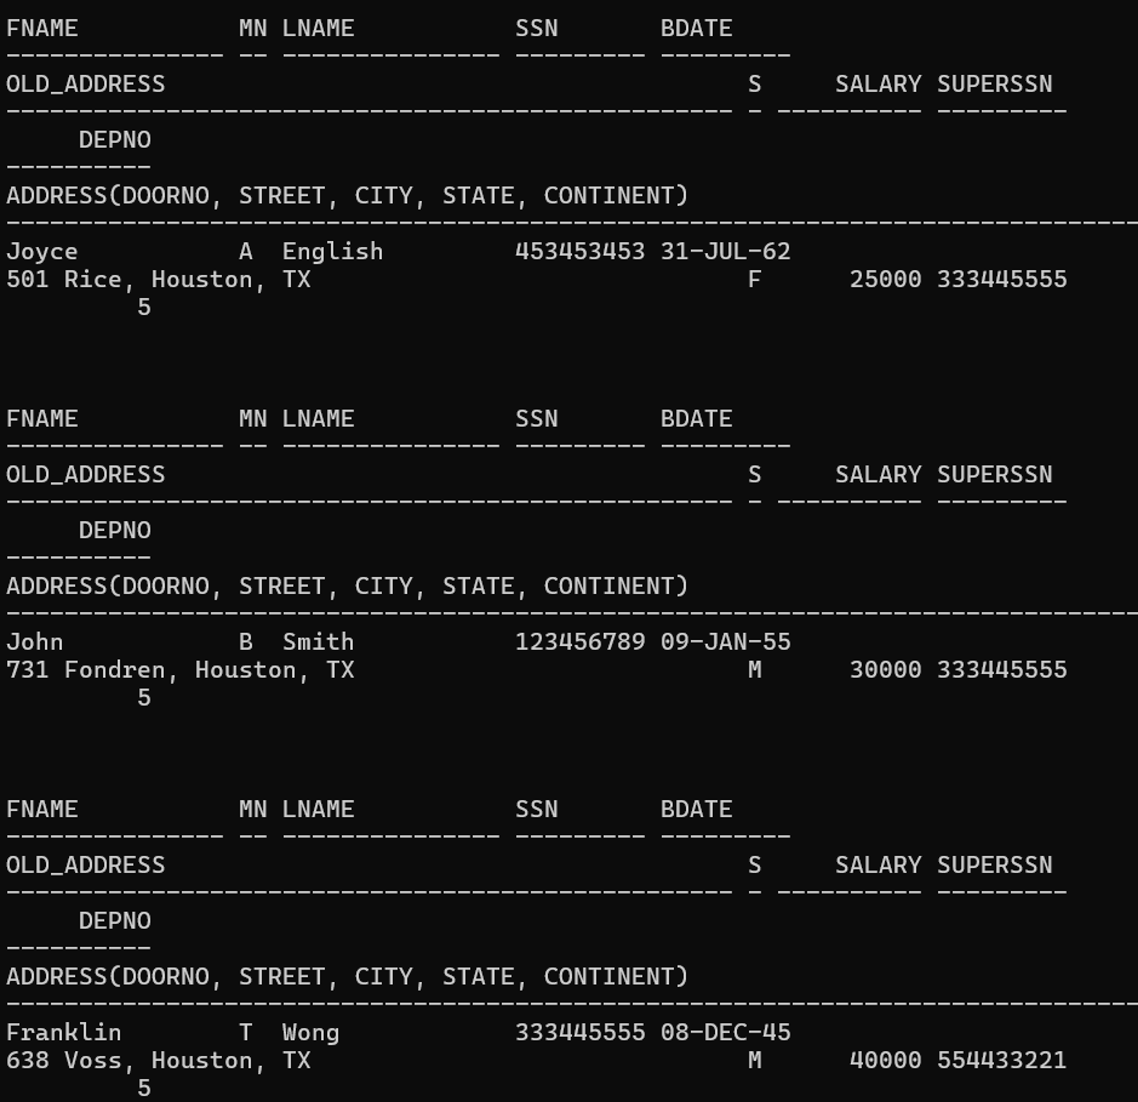 FNAME           MN LNAME           SSN       BDATE
--------------- -- --------------- --------- ---------
OLD_ADDRESS                                        S     SALARY SUPERSSN
-------------------------------------------------- - ---------- ---------
     DEPNO
----------
ADDRESS(DOORNO, STREET, CITY, STATE, CONTINENT)
------------------------------------------------------------------------------
Joyce           A  English         453453453 31-JUL-62
501 Rice, Houston, TX                              F      25000 333445555
         5
FNAME           MN LNAME           SSN       BDATE
--------------- -- --------------- --------- ---------
OLD_ADDRESS                                        S     SALARY SUPERSSN
-------------------------------------------------- - ---------- ---------
     DEPNO
----------
ADDRESS(DOORNO, STREET, CITY, STATE, CONTINENT)
------------------------------------------------------------------------------
John            B  Smith           123456789 09-JAN-55
731 Fondren, Houston, TX                           M      30000 333445555
         5
FNAME           MN LNAME           SSN       BDATE
--------------- -- --------------- --------- ---------
OLD_ADDRESS                                        S     SALARY SUPERSSN
-------------------------------------------------- - ---------- ---------
     DEPNO
----------
ADDRESS(DOORNO, STREET, CITY, STATE, CONTINENT)
------------------------------------------------------------------------------
Franklin        T  Wong            333445555 08-DEC-45
638 Voss, Houston, TX                              M      40000 554433221
         5